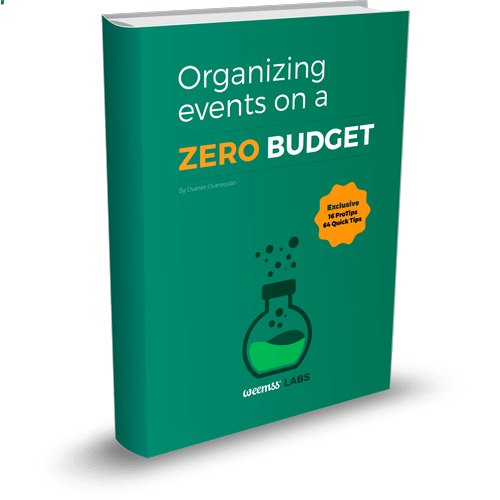 Organizing
events on a
ZERO BUDGET
By Ovanes Ovanessian
Exclusive
16 ProTips
64 Quick Tips
weemss LABS